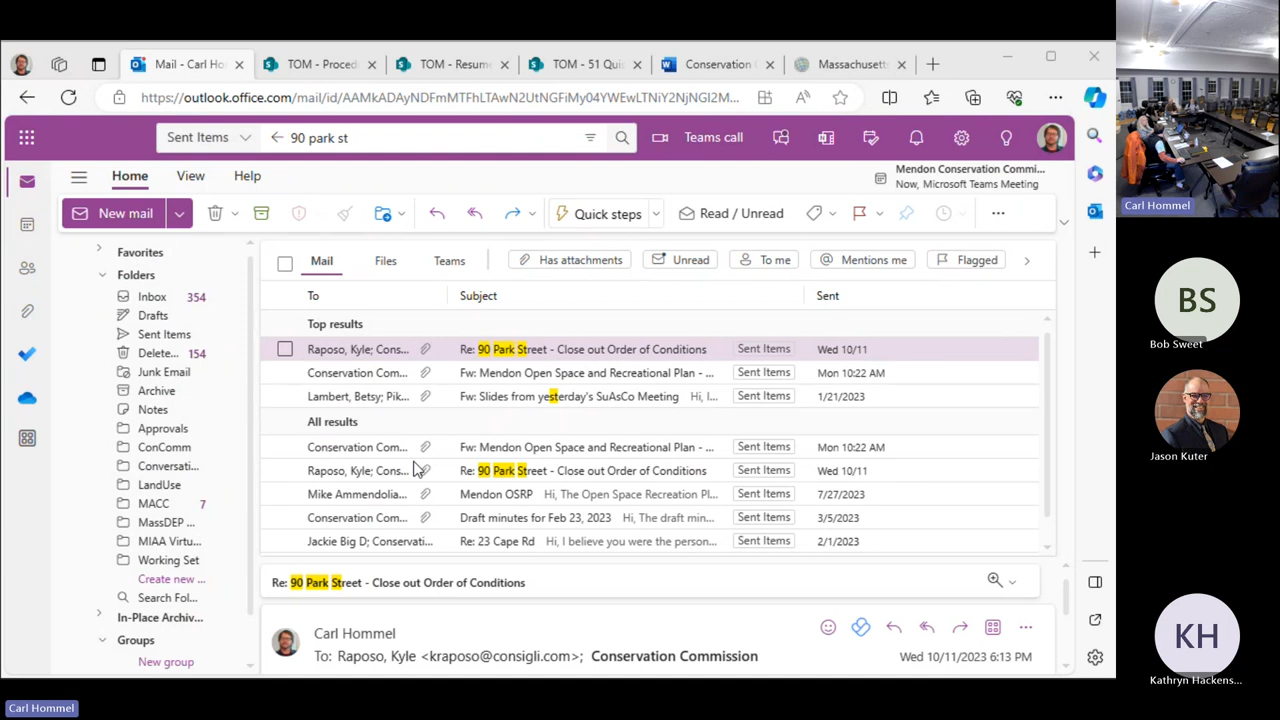 Mail - Carl Ho
TOM - Proced
TOM - Resum
TOM - 51 Qui
Conservation
Massachusett
https://outlook.office.com/mail/id/AAMkADAyNDFmMTFhLTAwN2UtNGFiMy04YWEwLTNiY2NjNGI2M...
Sent Items
90 park st
Teams call
Home View Help
Mendon Conservation Commi...
Now, Microsoft Teams Meeting
New mail
Quick steps
Read / Unread
Favorites
Folders
Inbox 354
Drafts
Sent Items
Delete... 154
Junk Email
Archive
Notes
Approvals
ConComm
Conversati...
LandUse
MACC 7
MassDEP ...
MIAA Virtu...
Working Set
Create new ...
Search Fol...
In-Place Archiv...
Groups
New group
Mail Files Teams Has attachments Unread To me Mentions me Flagged
To Subject Sent
Top results
Raposo, Kyle; Cons... Re: 90 Park Street - Close out Order of Conditions Sent Items Wed 10/11
Conservation Com... Fw: Mendon Open Space and Recreational Plan - ... Sent Items Mon 10:22 AM
Lambert, Betsy; Pik... Fw: Slides from yesterday's SuAsCo Meeting Hi, I... Sent Items 1/21/2023
All results
Conservation Com... Fw: Mendon Open Space and Recreational Plan - ... Sent Items Mon 10:22 AM
Raposo, Kyle; Cons... Re: 90 Park Street - Close out Order of Conditions Sent Items Wed 10/11
Mike Ammendolia... Mendon OSRP Hi, The Open Space Recreation Pl... Sent Items 7/27/2023
Conservation Com... Draft minutes for Feb 23, 2023 Hi, The draft min... Sent Items 3/5/2023
Jackie Big D; Conservati... Re: 23 Cape Rd Hi, I believe you were the person... Sent Items 2/1/2023
Re: 90 Park Street - Close out Order of Conditions
Carl Hommel
To: Raposo, Kyle <kraposo@consigli.com>; Conservation Commission
Wed 10/11/2023 6:13 PM
Carl Hommel
Carl Hommel
BS
Bob Sweet
Jason Kuter
KH
Kathryn Hackens...